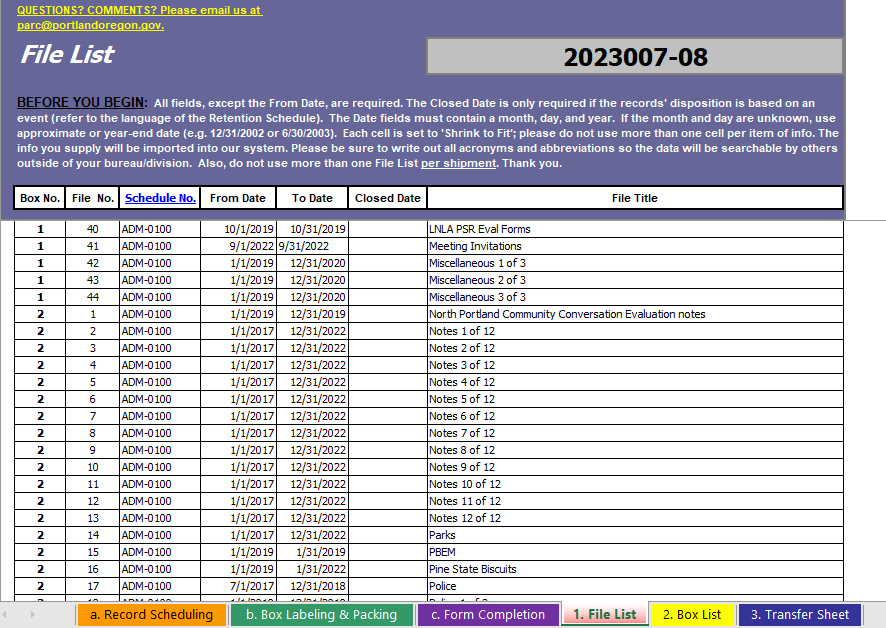 QUESTIONS? COMMENTS? Please email us at
parc@portlandoregon.gov.
File List
2023007-08
BEFORE YOU BEGIN: All fields, except the From Date, are required. The Closed Date is only required if the records' disposition is based on an
event (refer to the language of the Retention Schedule). The Date fields must contain a month, day, and year. If the month and day are unknown, use
approximate or year-end date (e.g. 12/31/2002 or 6/30/2003). Each cell is set to 'Shrink to Fit'; please do not use more than one cell per item of info. The
info you supply will be imported into our system. Please be sure to write out all acronyms and abbreviations so the data will be searchable by others
outside of your bureau/division. Also, do not use more than one File List per shipment. Thank you.
Box No. File No. Schedule No. From Date To Date Closed Date File Title
1 40 ADM-0100 10/1/2019 10/31/2019 LNLA PSR Eval Forms
1 41 ADM-0100 9/1/2022 9/31/2022 Meeting Invitations
1 42 ADM-0100 1/1/2019 12/31/2020 Miscellaneous 1 of 3
1 43 ADM-0100 1/1/2019 12/31/2020 Miscellaneous 2 of 3
1 44 ADM-0100 1/1/2019 12/31/2020 Miscellaneous 3 of 3
2 1 ADM-0100 1/1/2019 12/31/2019 North Portland Community Conversation Evaluation notes
2 2 ADM-0100 1/1/2017 12/31/2022 Notes 1 of 12
2 3 ADM-0100 1/1/2017 12/31/2022 Notes 2 of 12
2 4 ADM-0100 1/1/2017 12/31/2022 Notes 3 of 12
2 5 ADM-0100 1/1/2017 12/31/2022 Notes 4 of 12
2 6 ADM-0100 1/1/2017 12/31/2022 Notes 5 of 12
2 7 ADM-0100 1/1/2017 12/31/2022 Notes 6 of 12
2 8 ADM-0100 1/1/2017 12/31/2022 Notes 7 of 12
2 9 ADM-0100 1/1/2017 12/31/2022 Notes 8 of 12
2 10 ADM-0100 1/1/2017 12/31/2022 Notes 9 of 12
2 11 ADM-0100 1/1/2017 12/31/2022 Notes 10 of 12
2 12 ADM-0100 1/1/2017 12/31/2022 Notes 11 of 12
2 13 ADM-0100 1/1/2017 12/31/2022 Notes 12 of 12
2 14 ADM-0100 1/1/2017 12/31/2022 Parks
2 15 ADM-0100 1/1/2019 1/31/2019 PBEM
2 16 ADM-0100 1/1/2019 1/31/2022 Pine State Biscuits
2 17 ADM-0100 7/1/2017 12/31/2018 Police
a. Record Scheduling b. Box Labeling & Packing c. Form Completion 1. File List 2. Box List 3. Transfer Sheet